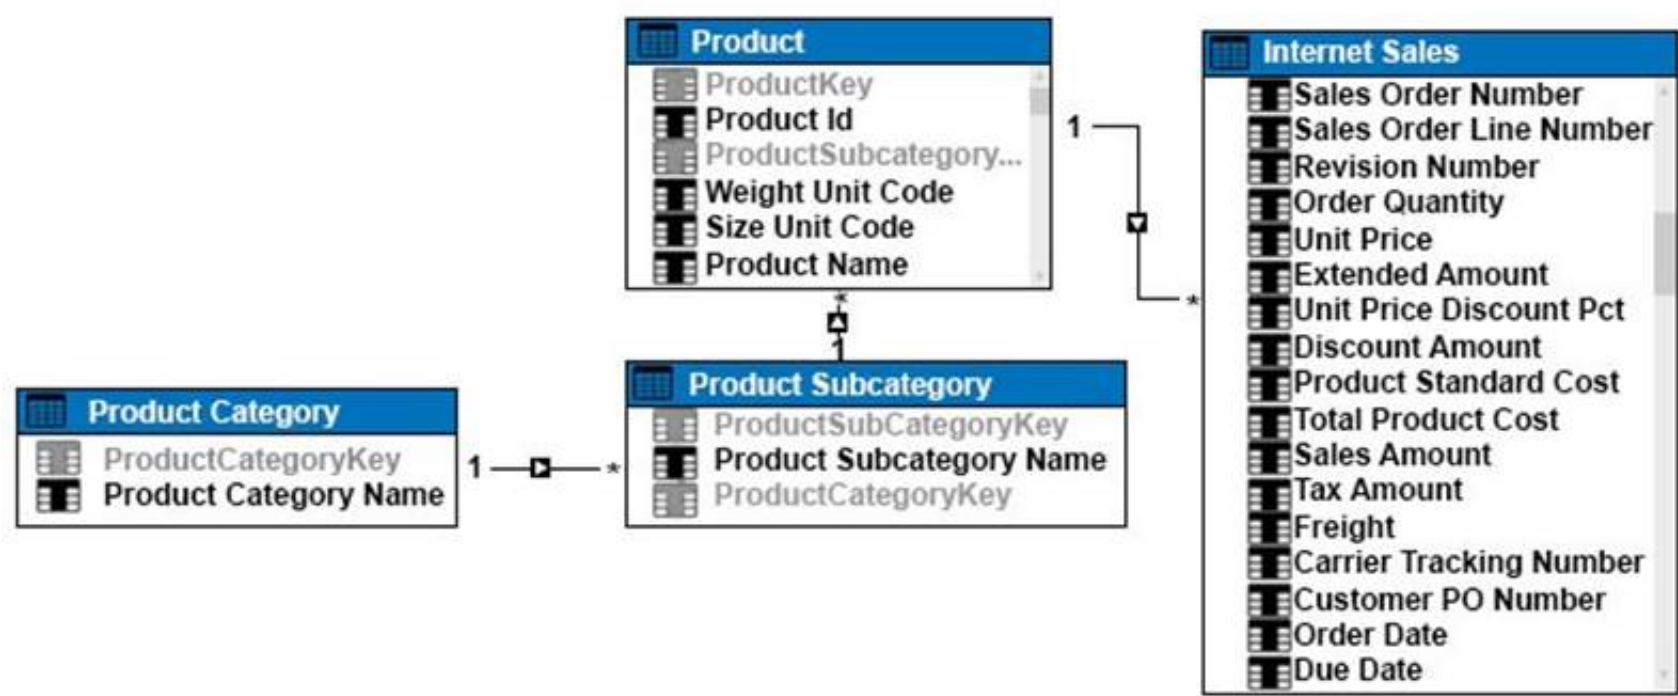 Product
ProductKey
Product Id
ProductSubcategory...
Weight Unit Code
Size Unit Code
Product Name
1
*
*
1
Product Category
ProductCategoryKey
Product Category Name
1
*
Product Subcategory
ProductSubCategoryKey
Product Subcategory Name
ProductCategoryKey
Internet Sales
Sales Order Number
Sales Order Line Number
Revision Number
Order Quantity
Unit Price
Extended Amount
Unit Price Discount Pct
Discount Amount
Product Standard Cost
Total Product Cost
Sales Amount
Tax Amount
Freight
Carrier Tracking Number
Customer PO Number
Order Date
Due Date